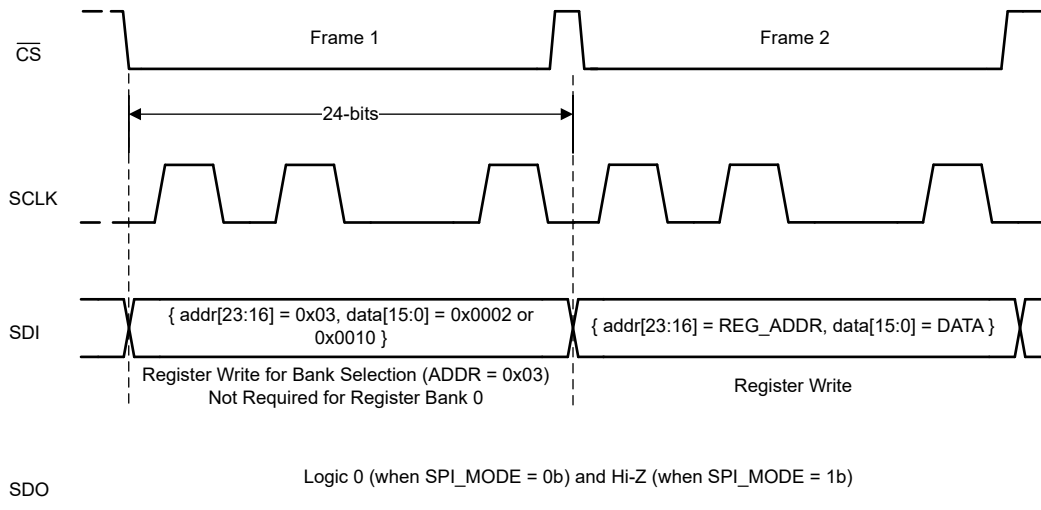 Frame 1
Frame 2
CS
24-bits
SCLK
{ addr[23:16] = 0x03, data[15:0] = 0x0002 or
0x0010 }
{ addr[23:16] = REG_ADDR, data[15:0] = DATA }
SDI
Register Write for Bank Selection (ADDR = 0x03)
Not Required for Register Bank 0
Register Write
Logic 0 (when SPI_MODE = 0b) and Hi-Z (when SPI_MODE = 1b)
SDO